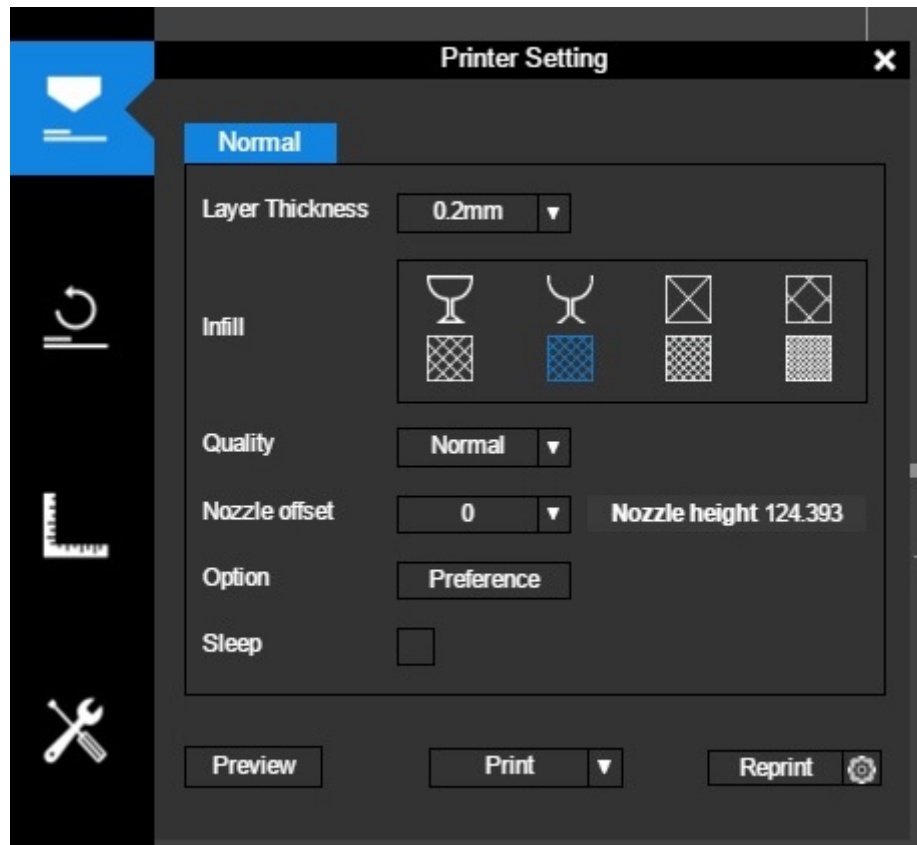 Printer Setting
Normal
Layer Thickness 0.2mm
Infill
Quality Normal
Nozzle offset 0 Nozzle height 124.393
Option Preference
Sleep
Preview Print Reprint